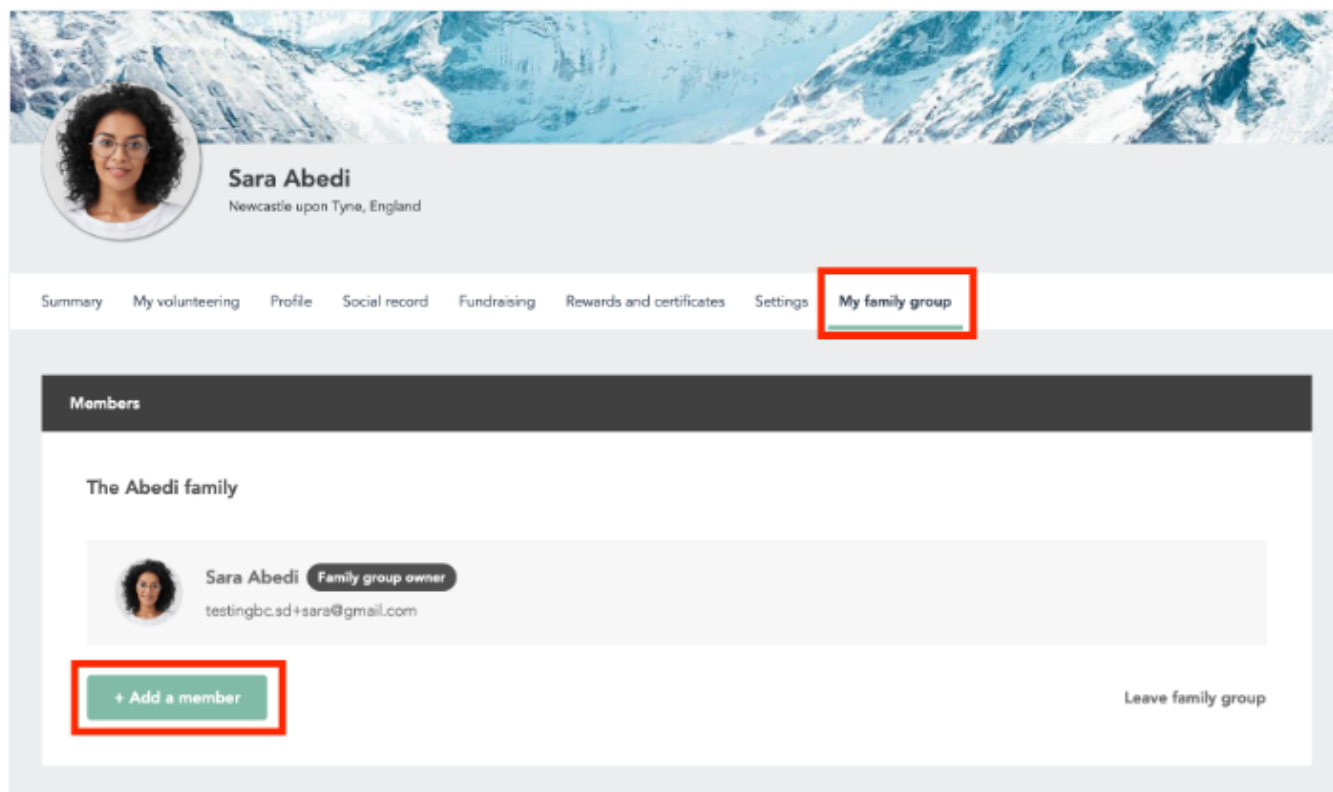 Sara Abedi
Newcastle upon Tyne, England
Summary My volunteering Profile Social record Fundraising Rewards and certificates Settings My family group
Members
The Abedi family
Sara Abedi Family group owner
testingbc.sd+sara@gmail.com
+ Add a member Leave family group